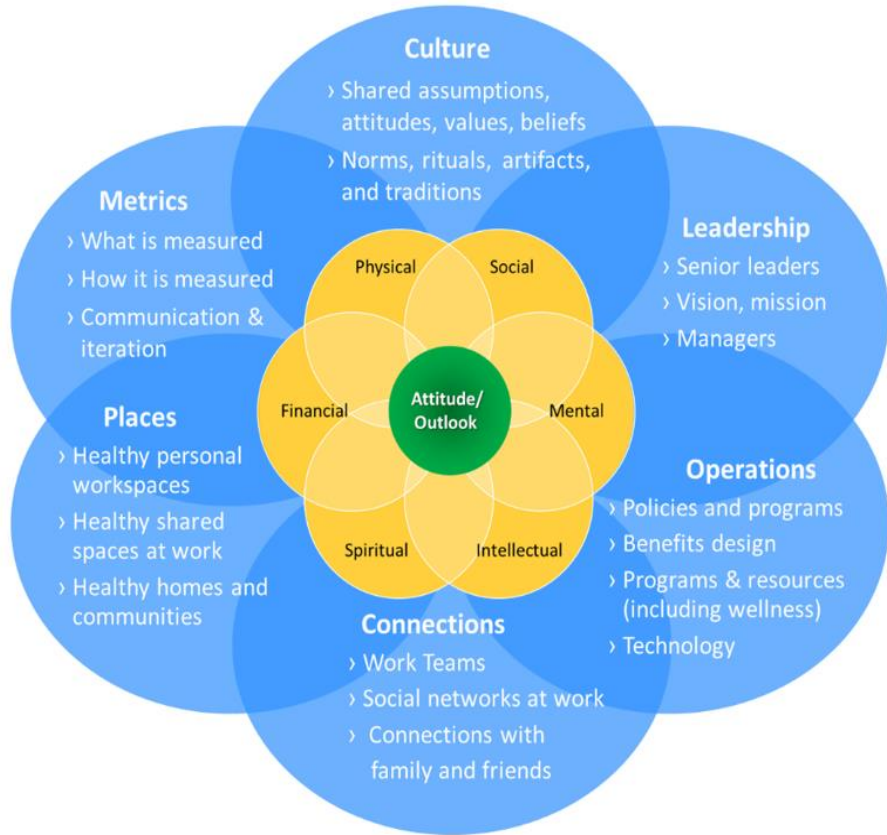 Culture
› Shared assumptions,
attitudes, values, beliefs
› Norms, rituals, artifacts,
and traditions
Metrics
› What is measured
› How it is measured
› Communication &
iteration
Leadership
› Senior leaders
› Vision, mission
› Managers
Physical
Social
Financial
Attitude/
Outlook
Mental
Spiritual
Intellectual
Places
› Healthy personal
workspaces
› Healthy shared
spaces at work
› Healthy homes and
communities
Operations
› Policies and programs
› Benefits design
› Programs & resources
(including wellness)
› Technology
Connections
› Work Teams
› Social networks at work
› Connections with
family and friends